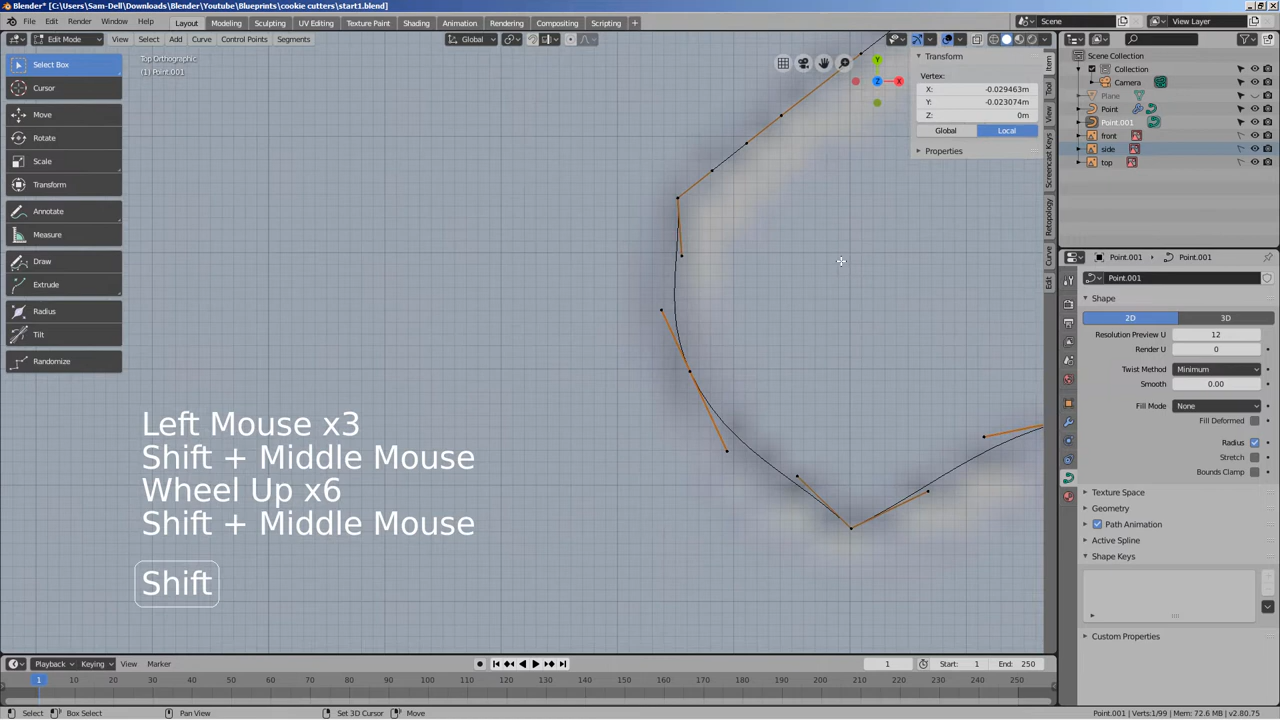 Blender* [C:\Users\Sam-Dell\Downloads\Blender\Youtube\Blueprints\cookie cutters\start1.blend]
File Edit Render Window Help Layout Modeling Sculpting UV Editing Texture Paint Shading Animation Rendering Compositing Scripting + Scene View Layer
Edit Mode View Select Add Curve Control Points Segments Global
Select Box
Cursor
Move
Rotate
Scale
Transform
Annotate
Measure
Draw
Extrude
Radius
Tilt
Randomize
Top Orthographic
(1) Point.001
Y
Z
X
Transform
Vertex:
X: -0.029463m
Y: -0.023074m
Z: 0m
Global Local
Properties
Item
Tool
View
Screencast Keys
Retopology
Curve
Edit
Left Mouse x3
Shift + Middle Mouse
Wheel Up x6
Shift + Middle Mouse
Shift
Scene Collection
Collection
Camera
Plane
Point
Point.001
front
side
top
Point.001 Point.001
Point.001
Shape
2D 3D
Resolution Preview U 12
Render U 0
Twist Method Minimum
Smooth 0.00
Fill Mode None
Fill Deformed
Radius
Stretch
Bounds Clamp
Texture Space
Geometry
Path Animation
Active Spline
Shape Keys
Custom Properties
Playback Keying View Marker 1 Start: 1 End: 250
1 10 20 30 40 50 60 70 80 90 100 110 120 130 140 150 160 170 180 190 200 210 220 230 240 250
Select Box Select Pan View Set 3D Cursor Move Point.001 | Verts:1/99 | Mem: 72.6 MB | v2.80.75